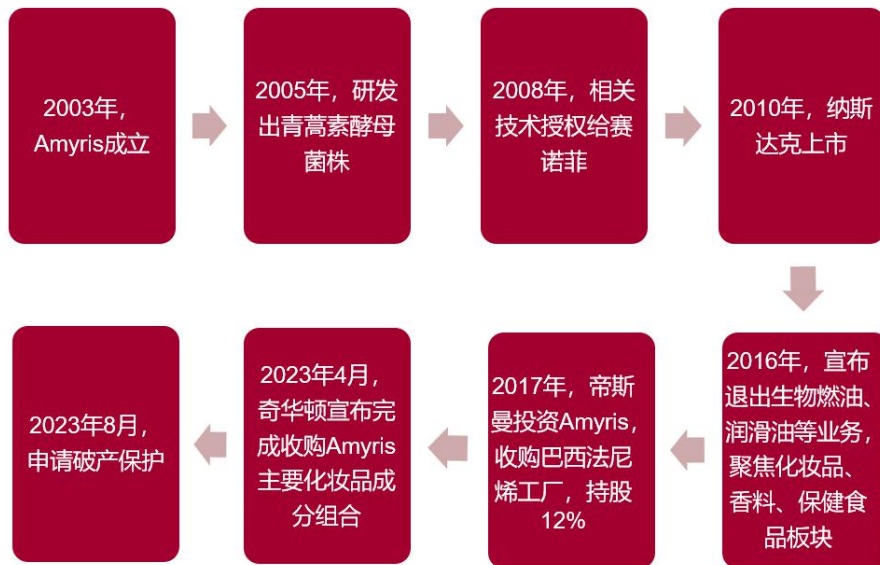 2003年，
Amyris成立
2005年，研发
出青蒿素酵母
菌株
2008年，相关
技术授权给赛
诺菲
2010年，纳斯
达克上市
2016年，宣布
退出生物燃油、
润滑油等业务，
聚焦化妆品、
香料、保健食
品板块
2017年，帝斯
曼投资Amyris，
收购巴西法尼
烯工厂，持股
12%
2023年4月，
奇华顿宣布完
成收购Amyris
主要化妆品成
分组合
2023年8月，
申请破产保护